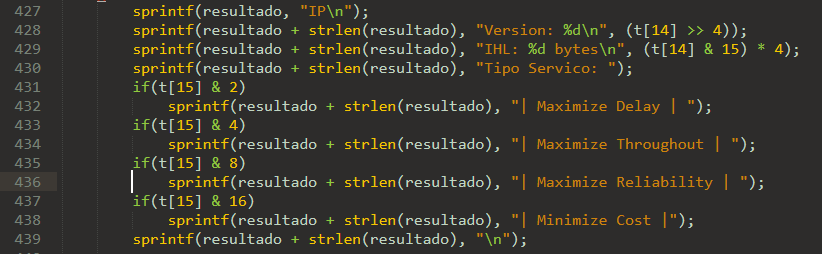 427 sprintf(resultado, "IP\n");
428 sprintf(resultado + strlen(resultado), "Version: %d\n", (t[14] >> 4));
429 sprintf(resultado + strlen(resultado), "IHL: %d bytes\n", (t[14] & 15) * 4);
430 sprintf(resultado + strlen(resultado), "Tipo Servico: ");
431 if(t[15] & 2)
432 sprintf(resultado + strlen(resultado), "| Maximize Delay | ");
433 if(t[15] & 4)
434 sprintf(resultado + strlen(resultado), "| Maximize Throughout | ");
435 if(t[15] & 8)
436 sprintf(resultado + strlen(resultado), "| Maximize Reliability | ");
437 if(t[15] & 16)
438 sprintf(resultado + strlen(resultado), "| Minimize Cost |");
439 sprintf(resultado + strlen(resultado), "\n");